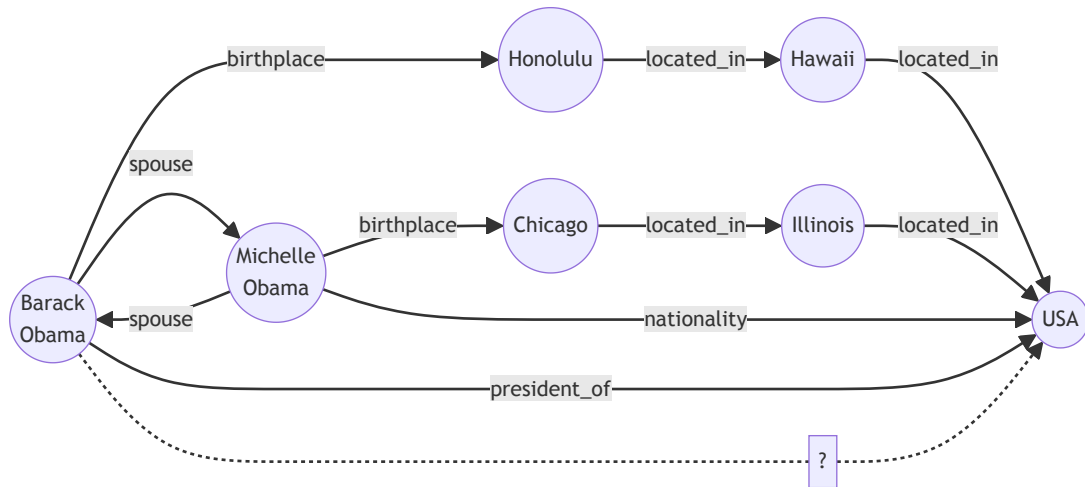 birthplace
Honolulu
located_in
Hawaii
located_in
spouse
birthplace
Chicago
located_in
Illinois
located_in
Michelle
Obama
Barack
Obama
spouse
nationality
USA
president_of
?